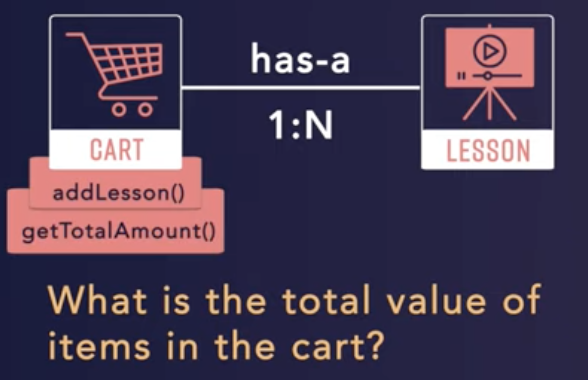 has-a
1:N
CART
LESSON
addLesson()
getTotalAmount()
What is the total value of
items in the cart?